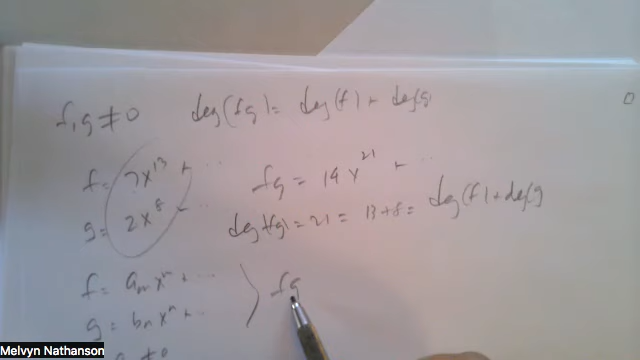 f, g ≠ 0 deg(fg) = deg(f) + deg(g
f = 7x^13 + ··· fg = 14x^21 + ···
g = 2x^8 + ·· deg(fg) = 21 = 13+8 = deg(f) + deg(g
f = a_m x^m + ···
g = b_n x^n + ··· } fg
≠ 0
Melvyn Nathanson